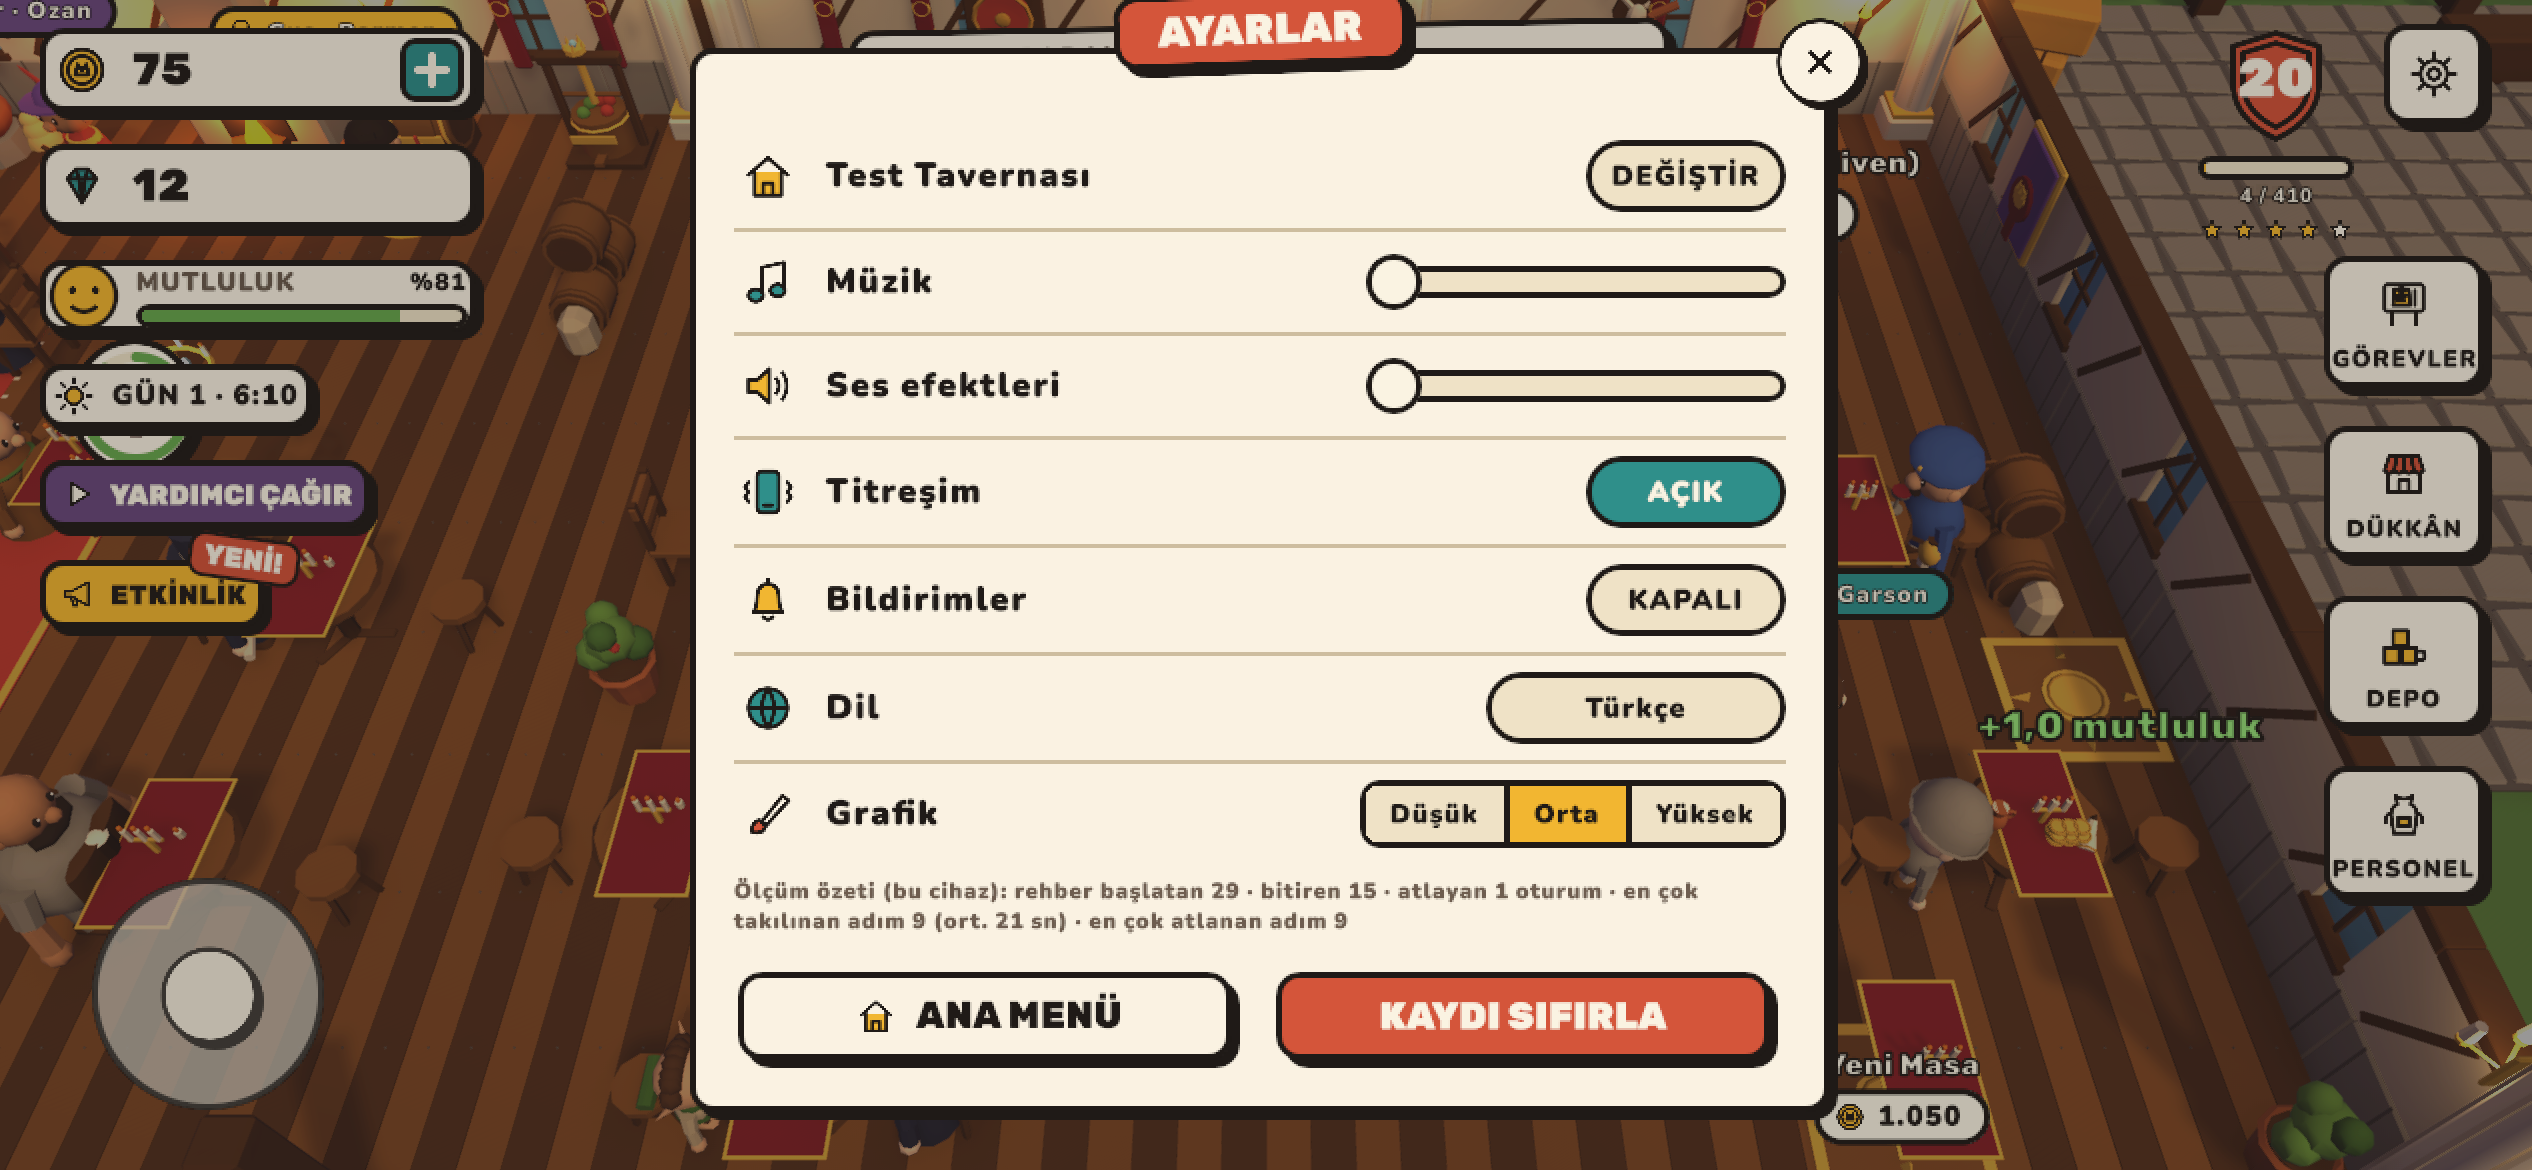 · Ozan
AYARLAR
75
12
MUTLULUK %81
GÜN 1 · 6:10
YARDIMCI ÇAĞIR
YENİ!
ETKİNLİK
Test Tavernası DEĞİŞTİR
Müzik
Ses efektleri
Titreşim AÇIK
Bildirimler KAPALI
Dil Türkçe
Grafik Düşük Orta Yüksek
Ölçüm özeti (bu cihaz): rehber başlatan 29 · bitiren 15 · atlayan 1 oturum · en çok
takılınan adım 9 (ort. 21 sn) · en çok atlanan adım 9
ANA MENÜ
KAYDI SIFIRLA
20
4 / 410
GÖREVLER
DÜKKÂN
DEPO
PERSONEL
iven)
Garson
+1,0 mutluluk
Yeni Masa
1.050